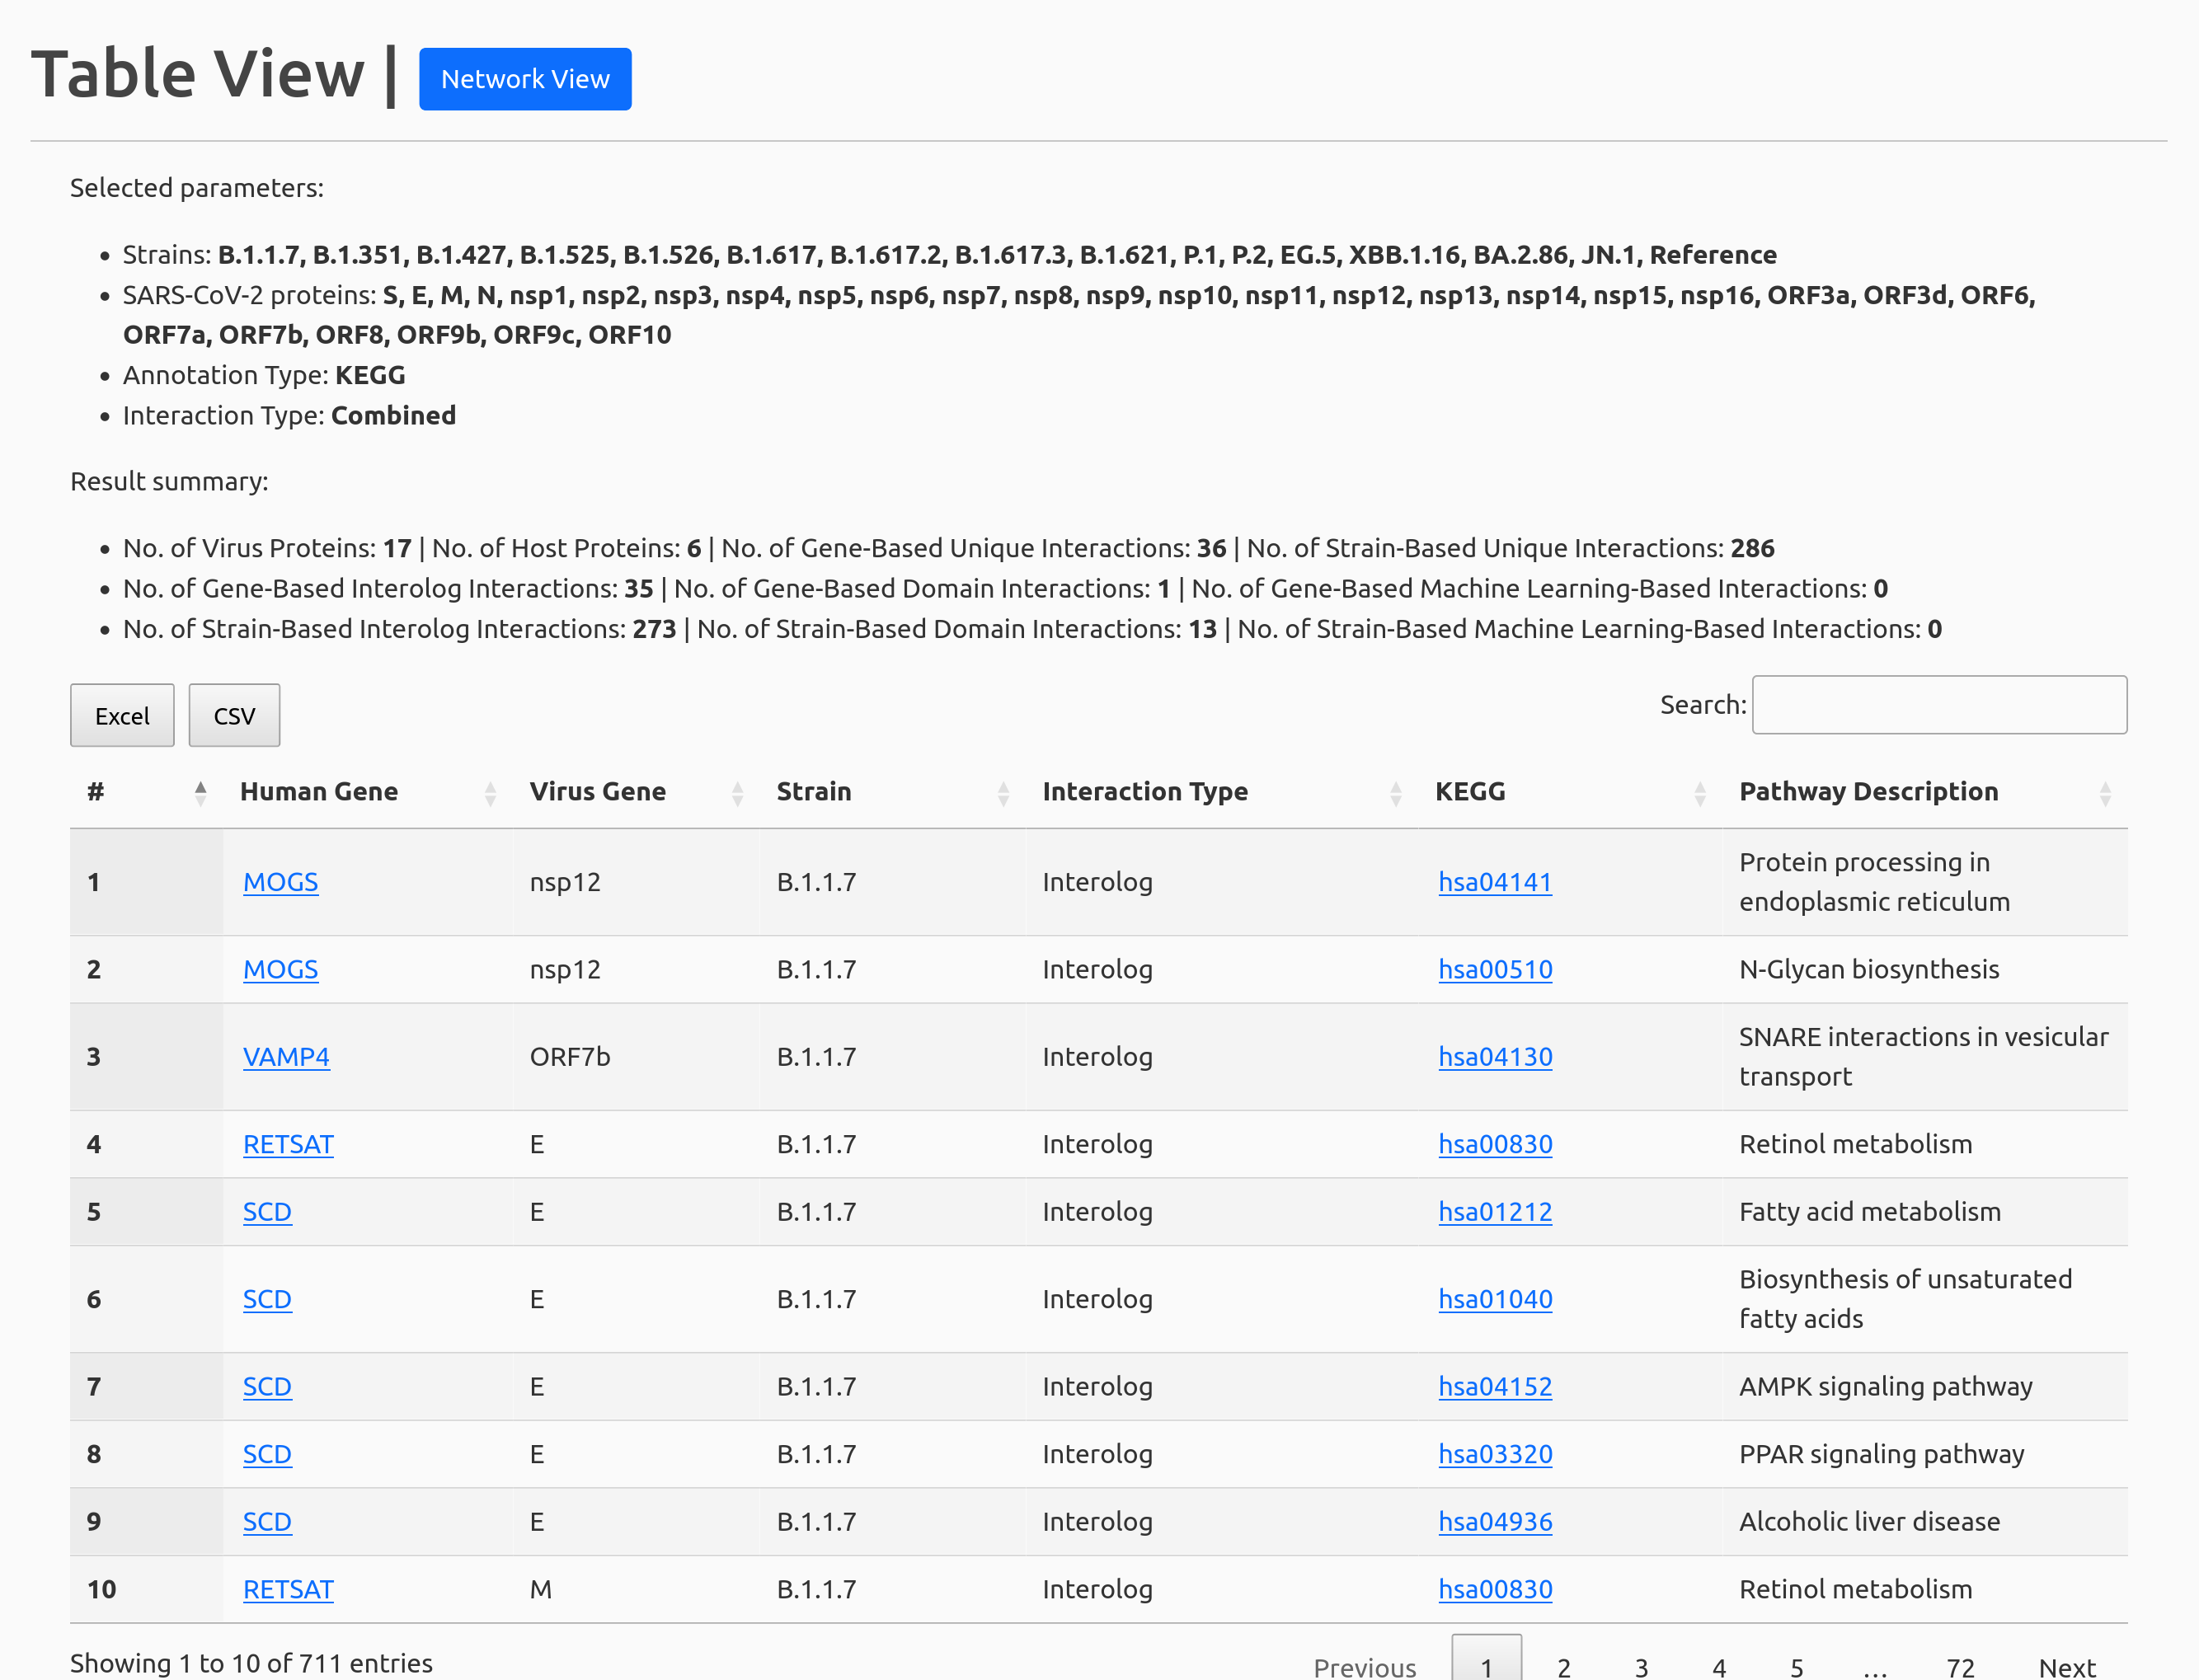 Table View | Network View
Selected parameters:
• Strains: B.1.1.7, B.1.351, B.1.427, B.1.525, B.1.526, B.1.617, B.1.617.2, B.1.617.3, B.1.621, P.1, P.2, EG.5, XBB.1.16, BA.2.86, JN.1, Reference
• SARS-CoV-2 proteins: S, E, M, N, nsp1, nsp2, nsp3, nsp4, nsp5, nsp6, nsp7, nsp8, nsp9, nsp10, nsp11, nsp12, nsp13, nsp14, nsp15, nsp16, ORF3a, ORF3d, ORF6,
ORF7a, ORF7b, ORF8, ORF9b, ORF9c, ORF10
• Annotation Type: KEGG
• Interaction Type: Combined
Result summary:
• No. of Virus Proteins: 17 | No. of Host Proteins: 6 | No. of Gene-Based Unique Interactions: 36 | No. of Strain-Based Unique Interactions: 286
• No. of Gene-Based Interolog Interactions: 35 | No. of Gene-Based Domain Interactions: 1 | No. of Gene-Based Machine Learning-Based Interactions: 0
• No. of Strain-Based Interolog Interactions: 273 | No. of Strain-Based Domain Interactions: 13 | No. of Strain-Based Machine Learning-Based Interactions: 0
Excel CSV Search:
# Human Gene Virus Gene Strain Interaction Type KEGG Pathway Description
1 MOGS nsp12 B.1.1.7 Interolog hsa04141 Protein processing in
endoplasmic reticulum
2 MOGS nsp12 B.1.1.7 Interolog hsa00510 N-Glycan biosynthesis
3 VAMP4 ORF7b B.1.1.7 Interolog hsa04130 SNARE interactions in vesicular
transport
4 RETSAT E B.1.1.7 Interolog hsa00830 Retinol metabolism
5 SCD E B.1.1.7 Interolog hsa01212 Fatty acid metabolism
6 SCD E B.1.1.7 Interolog hsa01040 Biosynthesis of unsaturated
fatty acids
7 SCD E B.1.1.7 Interolog hsa04152 AMPK signaling pathway
8 SCD E B.1.1.7 Interolog hsa03320 PPAR signaling pathway
9 SCD E B.1.1.7 Interolog hsa04936 Alcoholic liver disease
10 RETSAT M B.1.1.7 Interolog hsa00830 Retinol metabolism
Showing 1 to 10 of 711 entries Previous 1 2 3 4 5 … 72 Next